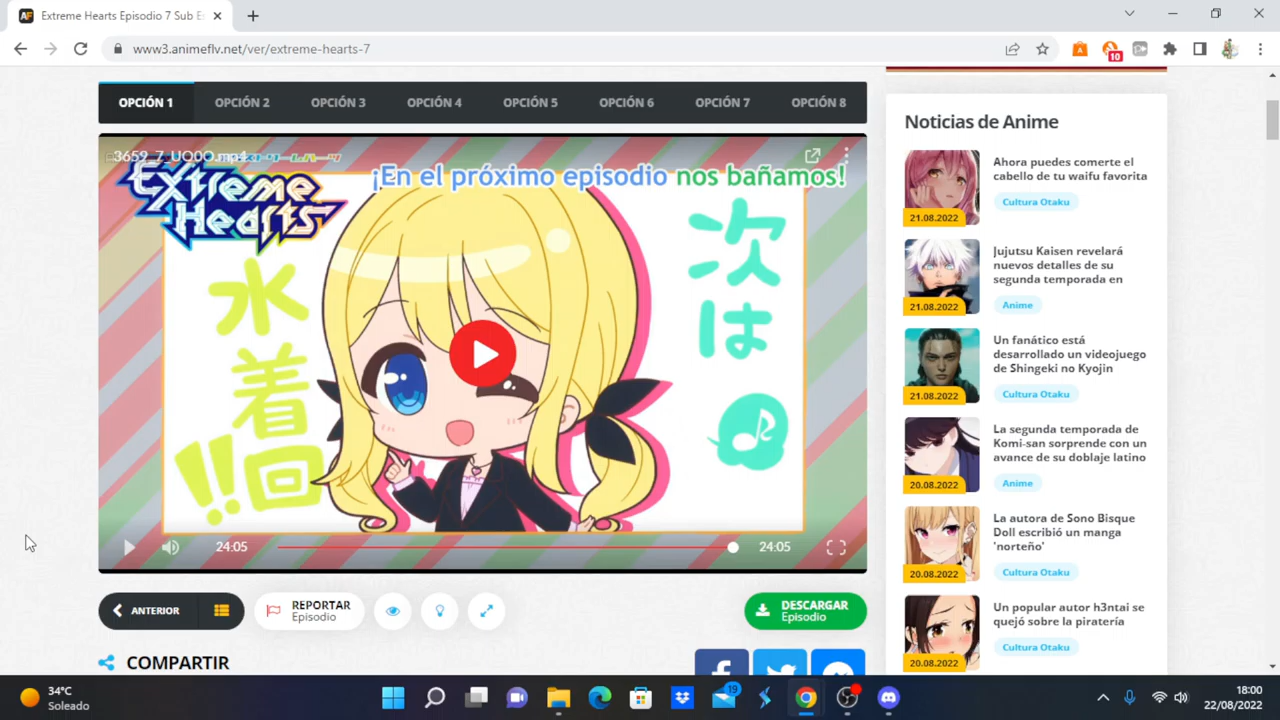 Extreme Hearts Episodio 7 Sub Es
www3.animeflv.net/ver/extreme-hearts-7
10
OPCIÓN 1 OPCIÓN 2 OPCIÓN 3 OPCIÓN 4 OPCIÓN 5 OPCIÓN 6 OPCIÓN 7 OPCIÓN 8
3659_7_UO0O.mp4
Extreme
Hearts
¡En el próximo episodio nos bañamos!
次は
水着回!!
24:05
24:05
ANTERIOR
REPORTAR
Episodio
DESCARGAR
Episodio
COMPARTIR
Noticias de Anime
Ahora puedes comerte el
cabello de tu waifu favorita
Cultura Otaku
21.08.2022
Jujutsu Kaisen revelará
nuevos detalles de su
segunda temporada en
Anime
21.08.2022
Un fanático está
desarrollado un videojuego
de Shingeki no Kyojin
Cultura Otaku
21.08.2022
La segunda temporada de
Komi-san sorprende con un
avance de su doblaje latino
Anime
20.08.2022
La autora de Sono Bisque
Doll escribió un manga
'norteño'
Cultura Otaku
20.08.2022
Un popular autor h3ntai se
quejó sobre la piratería
Cultura Otaku
20.08.2022
34°C
Soleado
19
18:00
22/08/2022